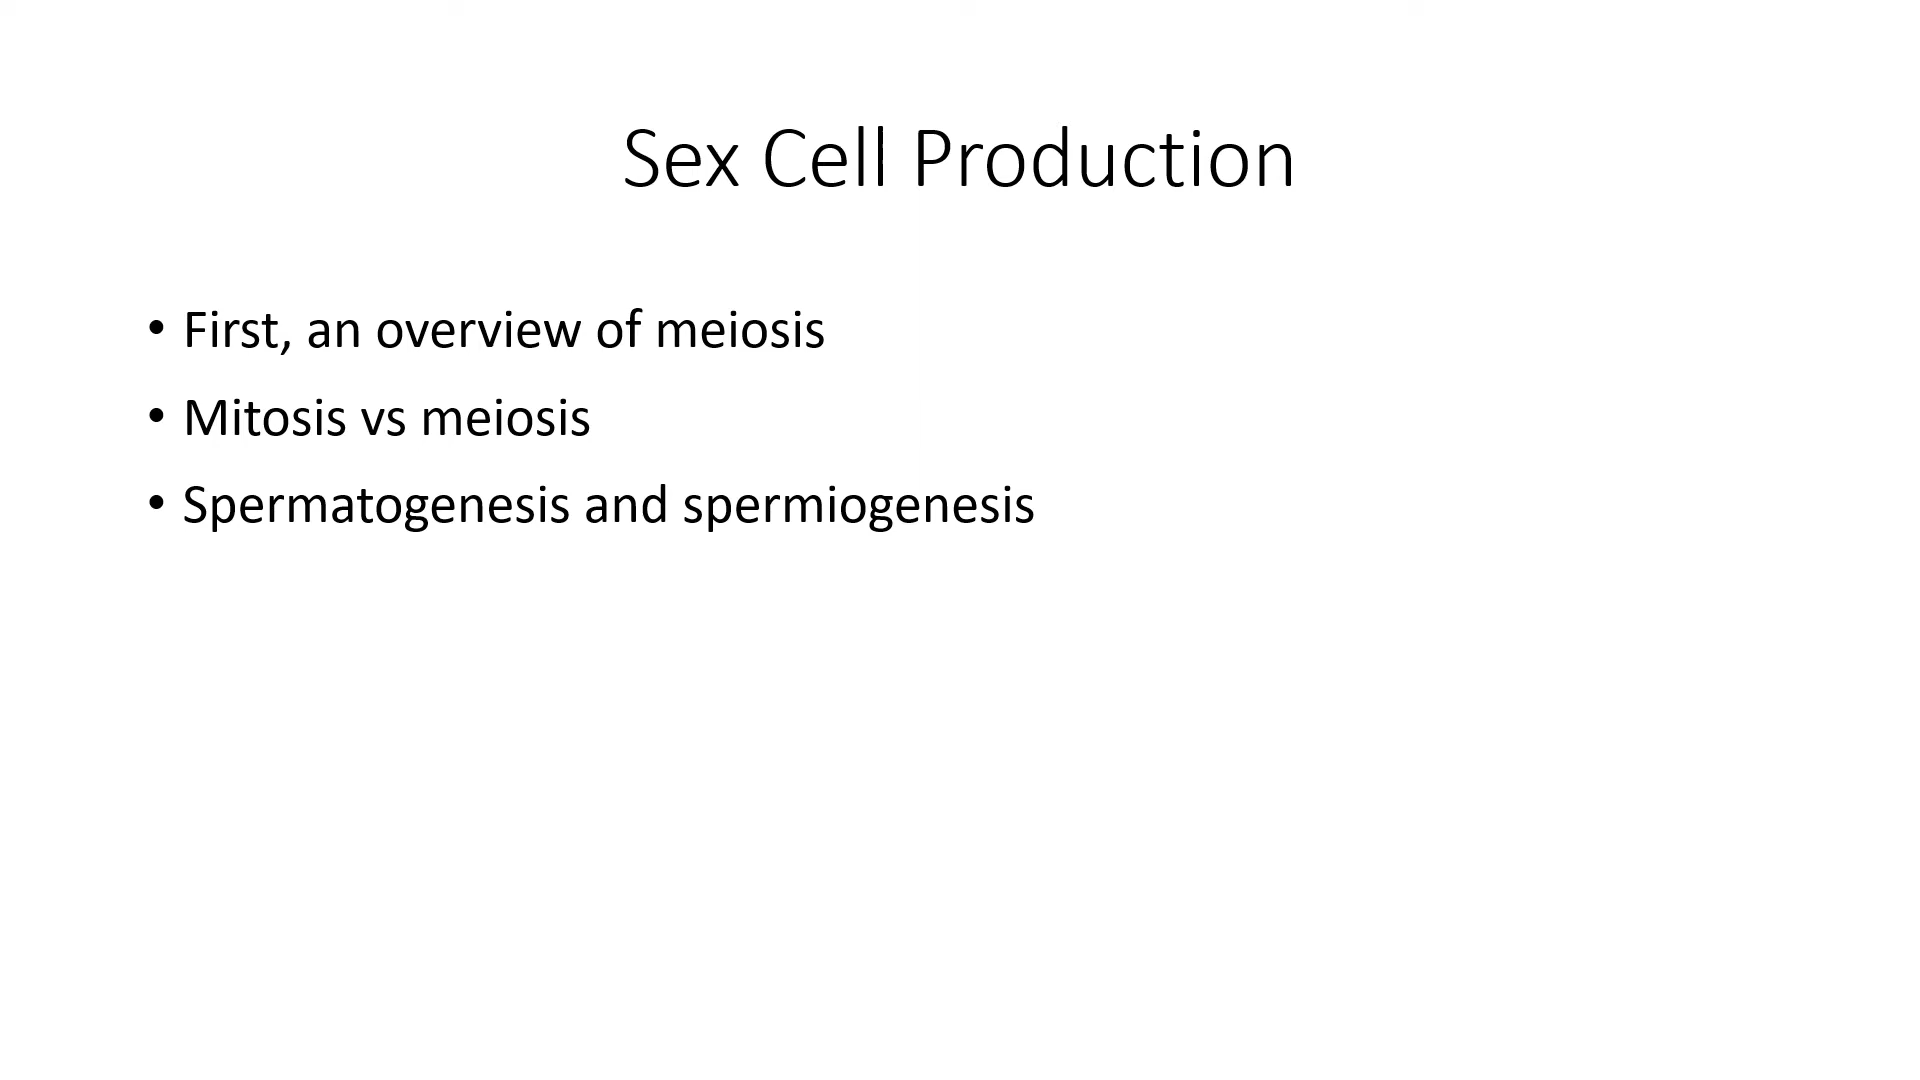 Sex Cell Production
• First, an overview of meiosis
• Mitosis vs meiosis
• Spermatogenesis and spermiogenesis